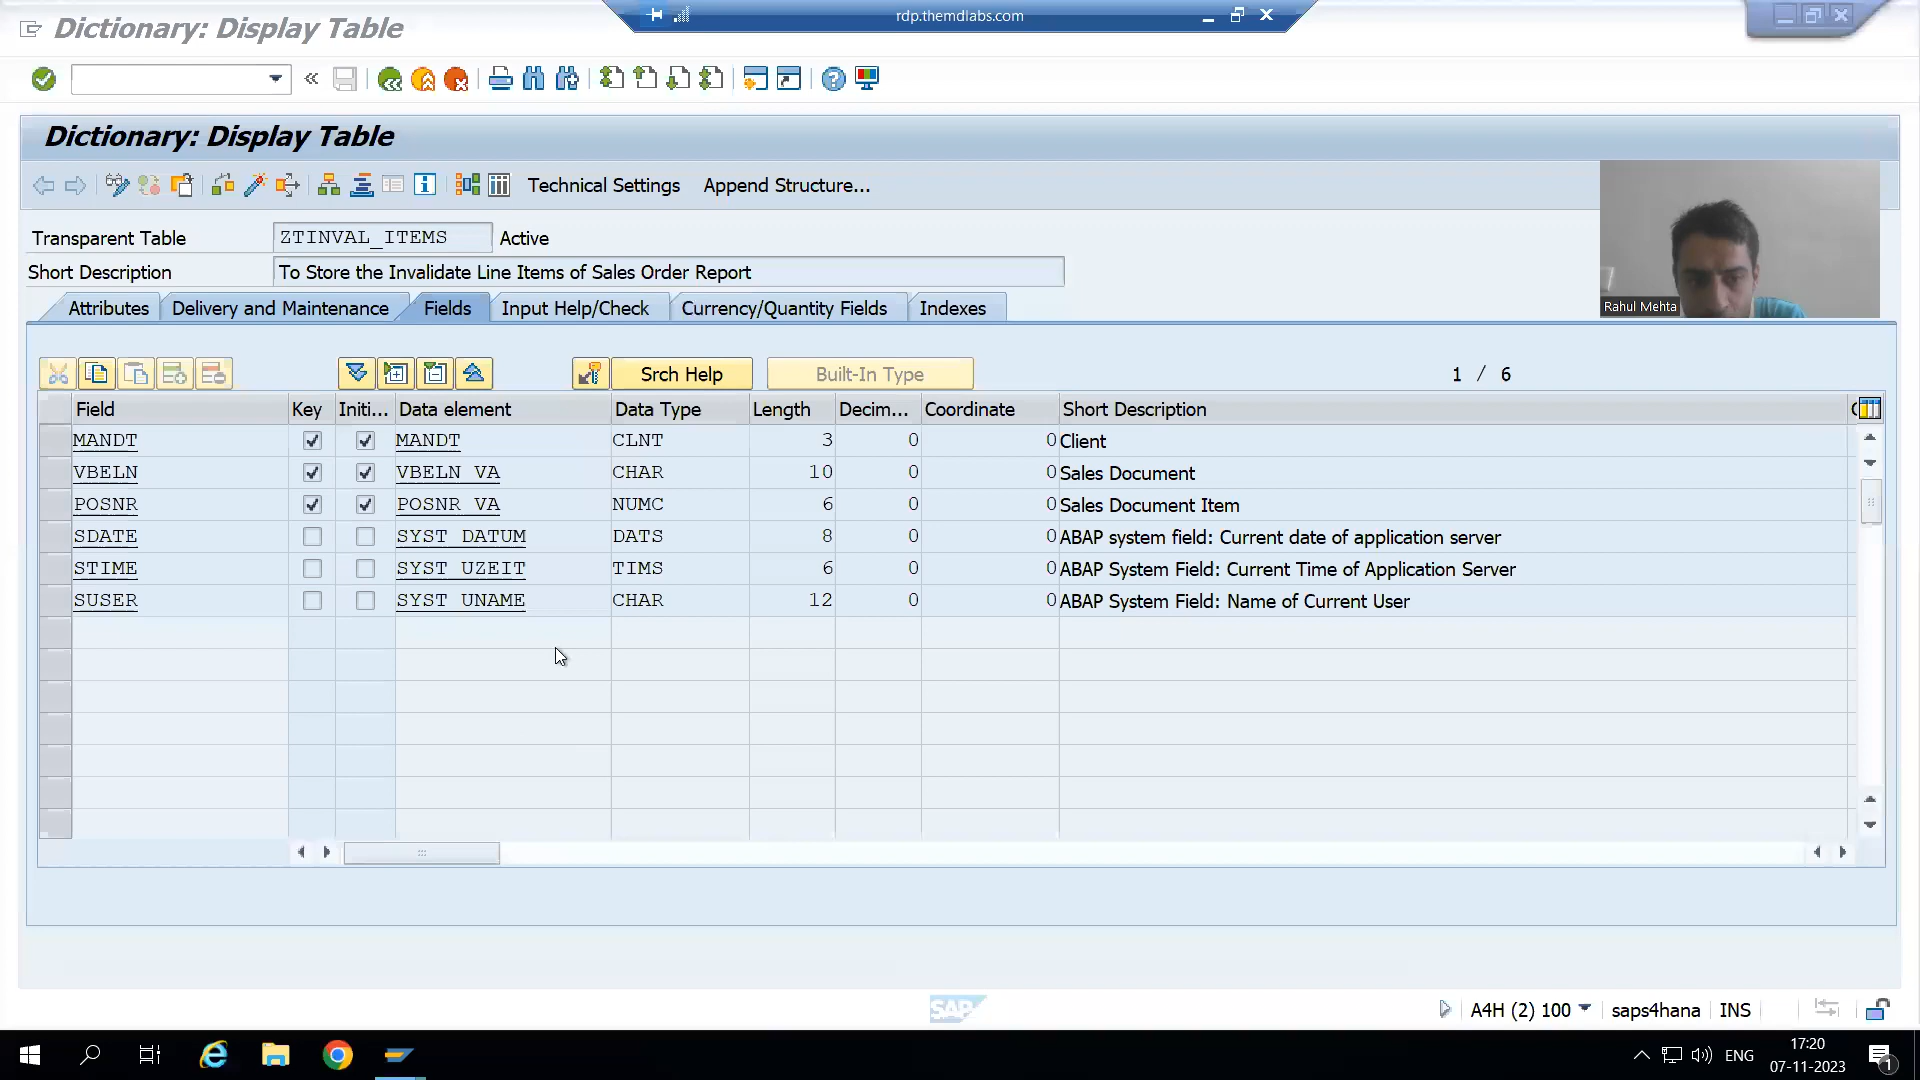 rdp.themdlabs.com
Dictionary: Display Table
Dictionary: Display Table
Technical Settings Append Structure...
Transparent Table ZTINVAL_ITEMS Active
Short Description To Store the Invalidate Line Items of Sales Order Report
Rahul Mehta
Attributes Delivery and Maintenance Fields Input Help/Check Currency/Quantity Fields Indexes
Srch Help Built-In Type 1 / 6
Field Key Initi... Data element Data Type Length Decim... Coordinate Short Description
MANDT MANDT CLNT 3 0 0 Client
VBELN VBELN_VA CHAR 10 0 0 Sales Document
POSNR POSNR_VA NUMC 6 0 0 Sales Document Item
SDATE SYST_DATUM DATS 8 0 0 ABAP system field: Current date of application server
STIME SYST_UZEIT TIMS 6 0 0 ABAP System Field: Current Time of Application Server
SUSER SYST_UNAME CHAR 12 0 0 ABAP System Field: Name of Current User
SAP
A4H (2) 100 saps4hana INS
ENG
17:20
07-11-2023
1